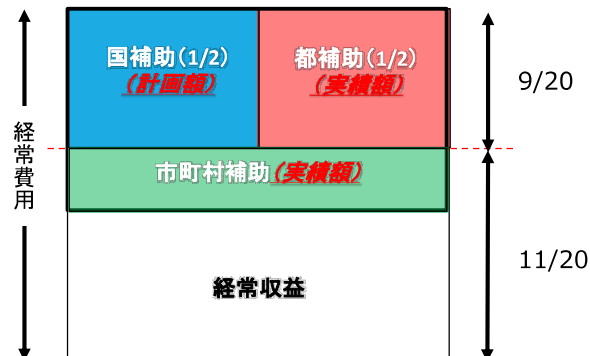 経常費用
国補助(1/2)
(計画額)
都補助(1/2)
(実績額)
9/20
市町村補助(実績額)
11/20
経常収益